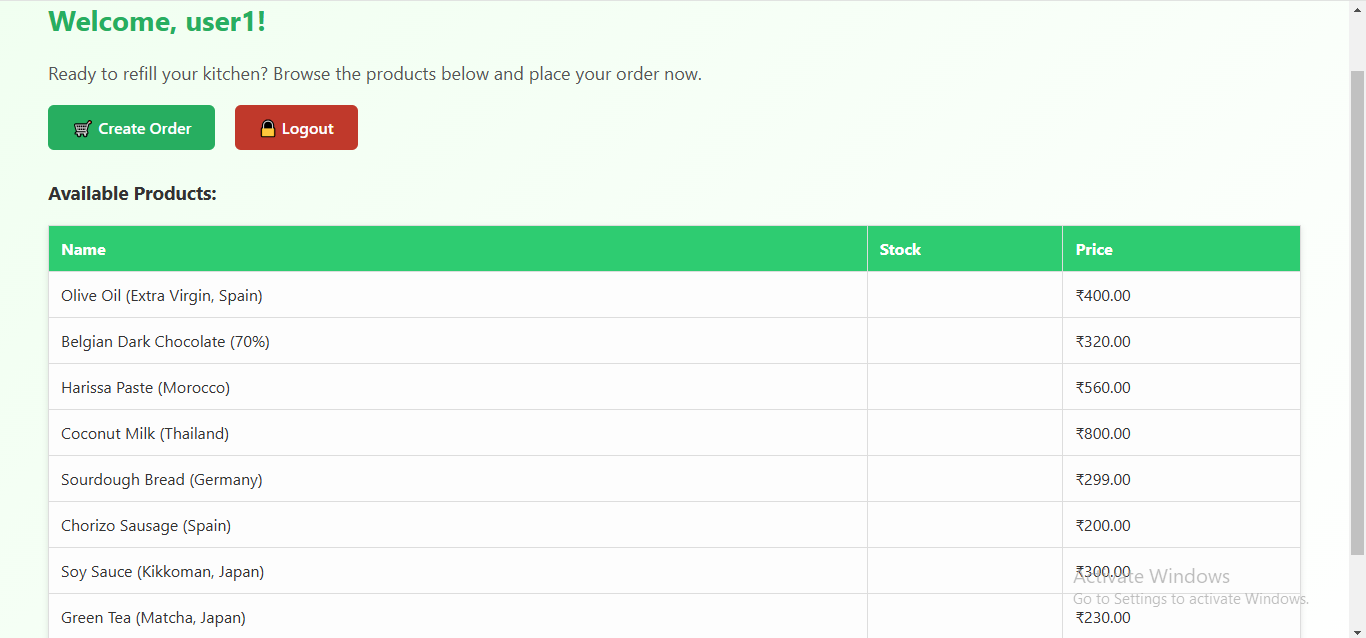 Welcome, user1!
Ready to refill your kitchen? Browse the products below and place your order now.
Create Order Logout
Available Products:
Name Stock Price
Olive Oil (Extra Virgin, Spain) ₹400.00
Belgian Dark Chocolate (70%) ₹320.00
Harissa Paste (Morocco) ₹560.00
Coconut Milk (Thailand) ₹800.00
Sourdough Bread (Germany) ₹299.00
Chorizo Sausage (Spain) ₹200.00
Soy Sauce (Kikkoman, Japan) ₹300.00
Activate Windows
Go to Settings to activate Windows.
Green Tea (Matcha, Japan) ₹230.00